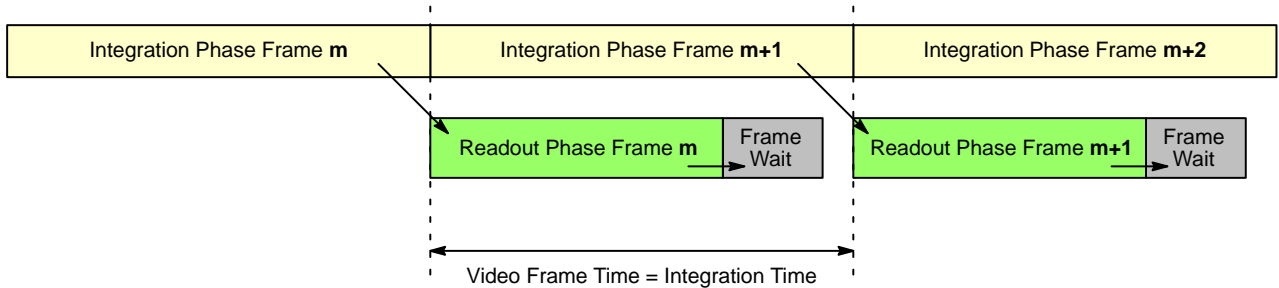 Integration Phase Frame m
Integration Phase Frame m+1
Integration Phase Frame m+2
Readout Phase Frame m
Frame
Wait
Readout Phase Frame m+1
Frame
Wait
Video Frame Time = Integration Time